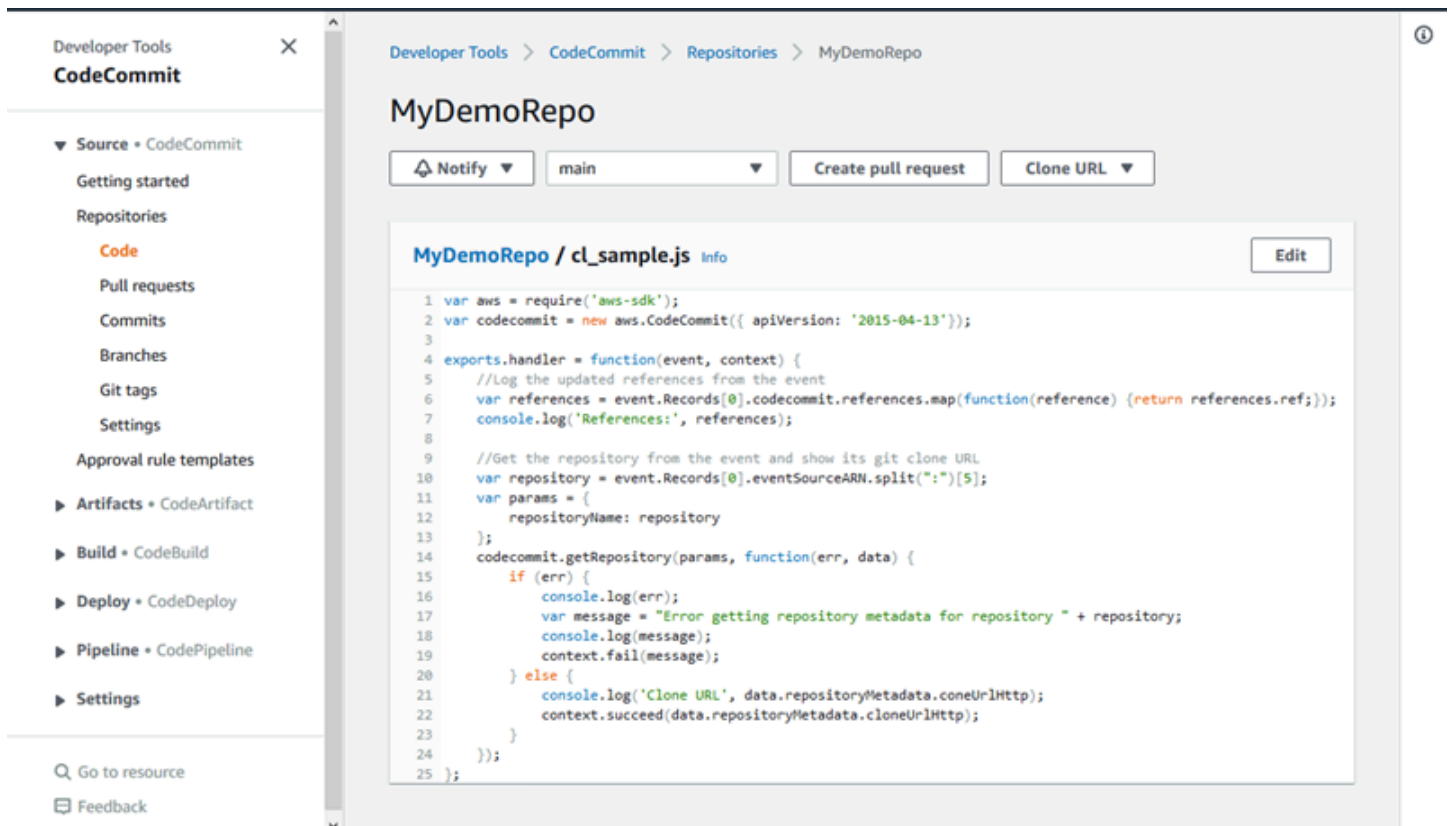 Developer Tools
CodeCommit
Source • CodeCommit
Getting started
Repositories
Code
Pull requests
Commits
Branches
Git tags
Settings
Approval rule templates
Artifacts • CodeArtifact
Build • CodeBuild
Deploy • CodeDeploy
Pipeline • CodePipeline
Settings
Go to resource
Feedback
Developer Tools > CodeCommit > Repositories > MyDemoRepo
MyDemoRepo
Notify main Create pull request Clone URL
MyDemoRepo / cl_sample.js Info Edit
1 var aws = require('aws-sdk');
2 var codecommit = new aws.CodeCommit({ apiVersion: '2015-04-13'});
3
4 exports.handler = function(event, context) {
5     //Log the updated references from the event
6     var references = event.Records[0].codecommit.references.map(function(reference) {return references.ref;});
7     console.log('References:', references);
8
9     //Get the repository from the event and show its git clone URL
10     var repository = event.Records[0].eventSourceARN.split(":")[5];
11     var params = {
12         repositoryName: repository
13     };
14     codecommit.getRepository(params, function(err, data) {
15         if (err) {
16             console.log(err);
17             var message = "Error getting repository metadata for repository " + repository;
18             console.log(message);
19             context.fail(message);
20         } else {
21             console.log('Clone URL', data.repositoryMetadata.coneUrlHttp);
22             context.succeed(data.repositoryMetadata.cloneUrlHttp);
23         }
24     });
25 };